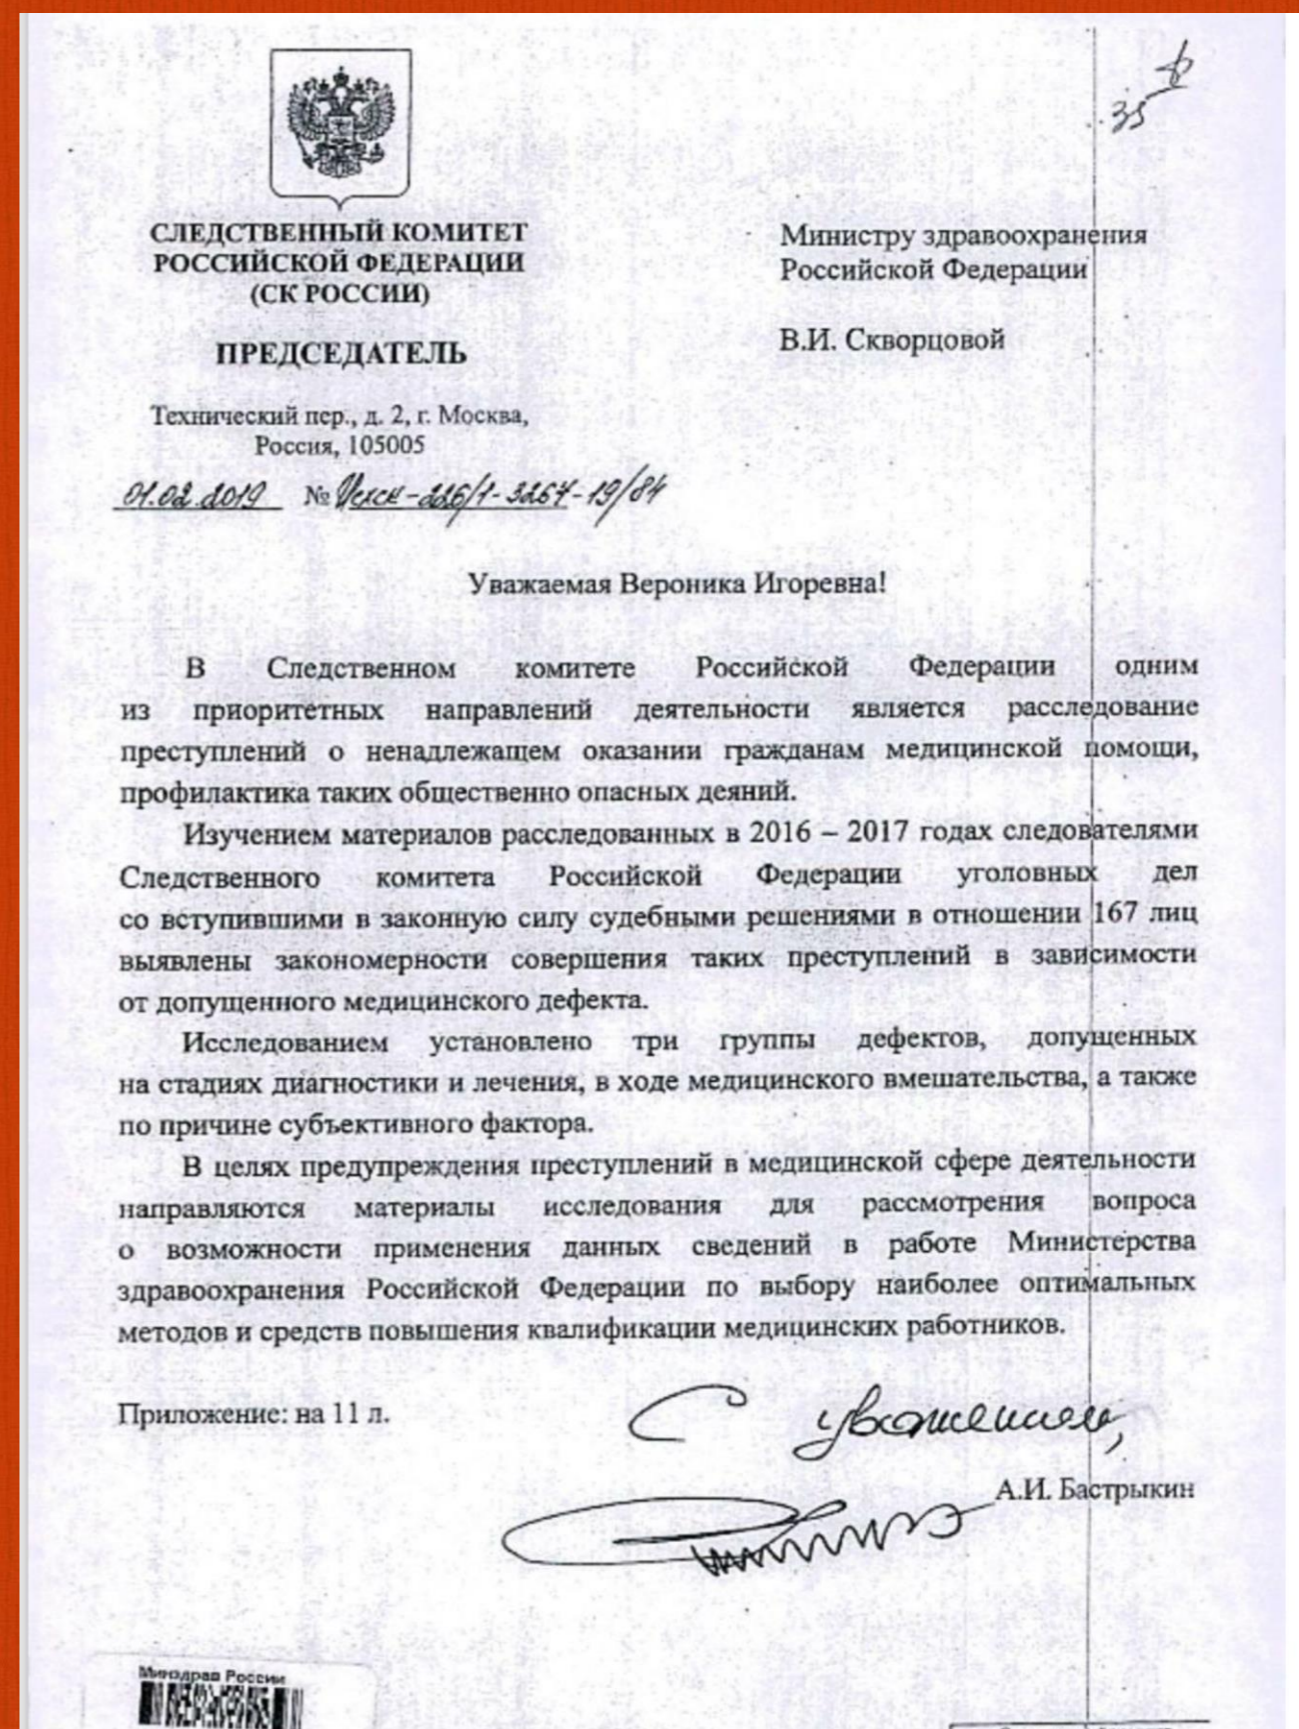 35
СЛЕДСТВЕННЫЙ КОМИТЕТ
РОССИЙСКОЙ ФЕДЕРАЦИИ
(СК РОССИИ)
ПРЕДСЕДАТЕЛЬ
Технический пер., д. 2, г. Москва,
Россия, 105005
01.02.2019 № Исхск-226/1-3264-19/84
Министру здравоохранения
Российской Федерации
В.И. Скворцовой
Уважаемая Вероника Игоревна!
В Следственном комитете Российской Федерации одним
из приоритетных направлений деятельности является расследование
преступлений о ненадлежащем оказании гражданам медицинской помощи,
профилактика таких общественно опасных деяний.
Изучением материалов расследованных в 2016 – 2017 годах следователями
Следственного комитета Российской Федерации уголовных дел
со вступившими в законную силу судебными решениями в отношении 167 лиц
выявлены закономерности совершения таких преступлений в зависимости
от допущенного медицинского дефекта.
Исследованием установлено три группы дефектов, допущенных
на стадиях диагностики и лечения, в ходе медицинского вмешательства, а также
по причине субъективного фактора.
В целях предупреждения преступлений в медицинской сфере деятельности
направляются материалы исследования для рассмотрения вопроса
о возможности применения данных сведений в работе Министерства
здравоохранения Российской Федерации по выбору наиболее оптимальных
методов и средств повышения квалификации медицинских работников.
Приложение: на 11 л.
С уважением,
А.И. Бастрыкин
Минздрав России